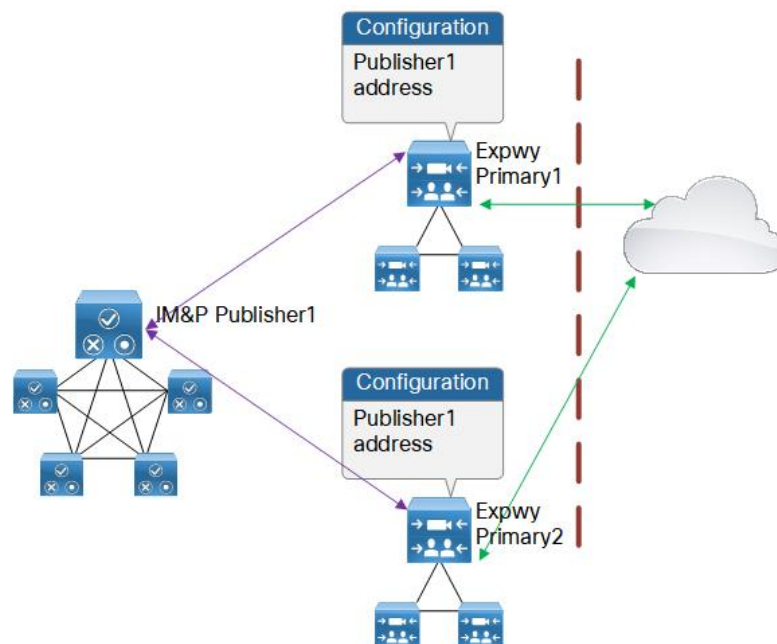 Configuration
Publisher1
address
Expwy
Primary1
IM&P Publisher1
Configuration
Publisher1
address
Expwy
Primary2